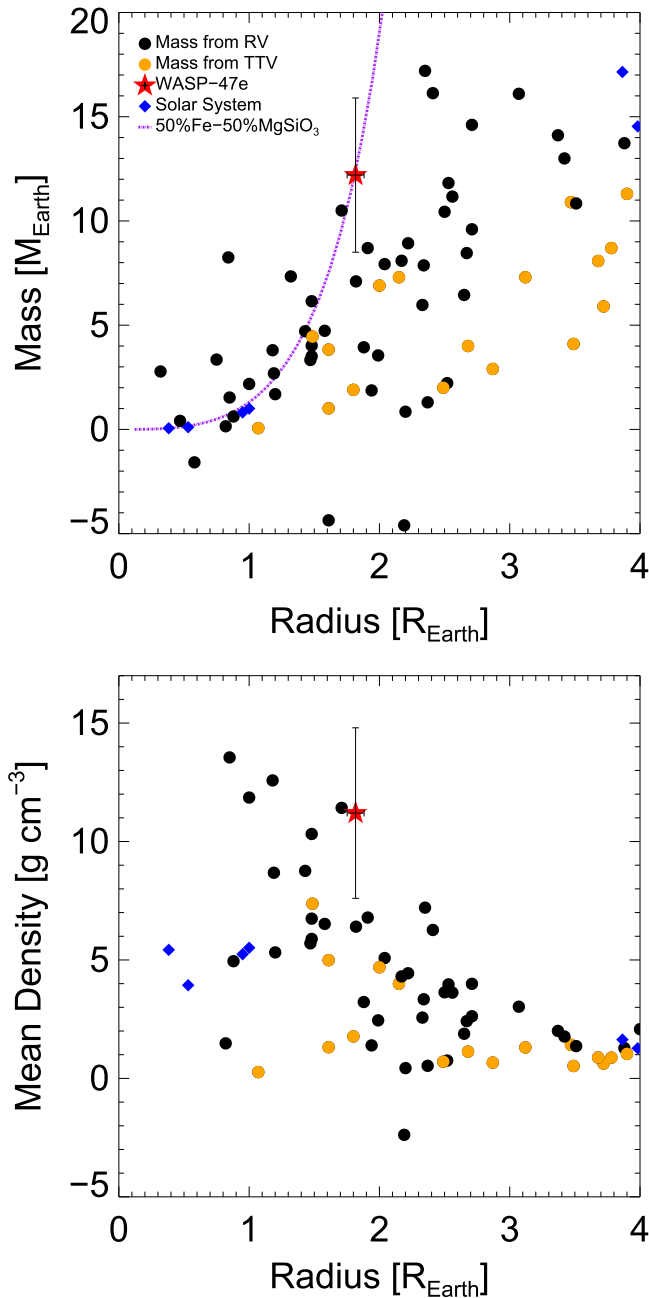 20
Mass from RV
Mass from TTV
WASP−47e
Solar System
50%Fe−50%MgSiO3
15
10
5
0
−5
Mass [MEarth]
0 1 2 3 4
Radius [REarth]
15
10
5
0
−5
Mean Density [g cm−3]
0 1 2 3 4
Radius [REarth]